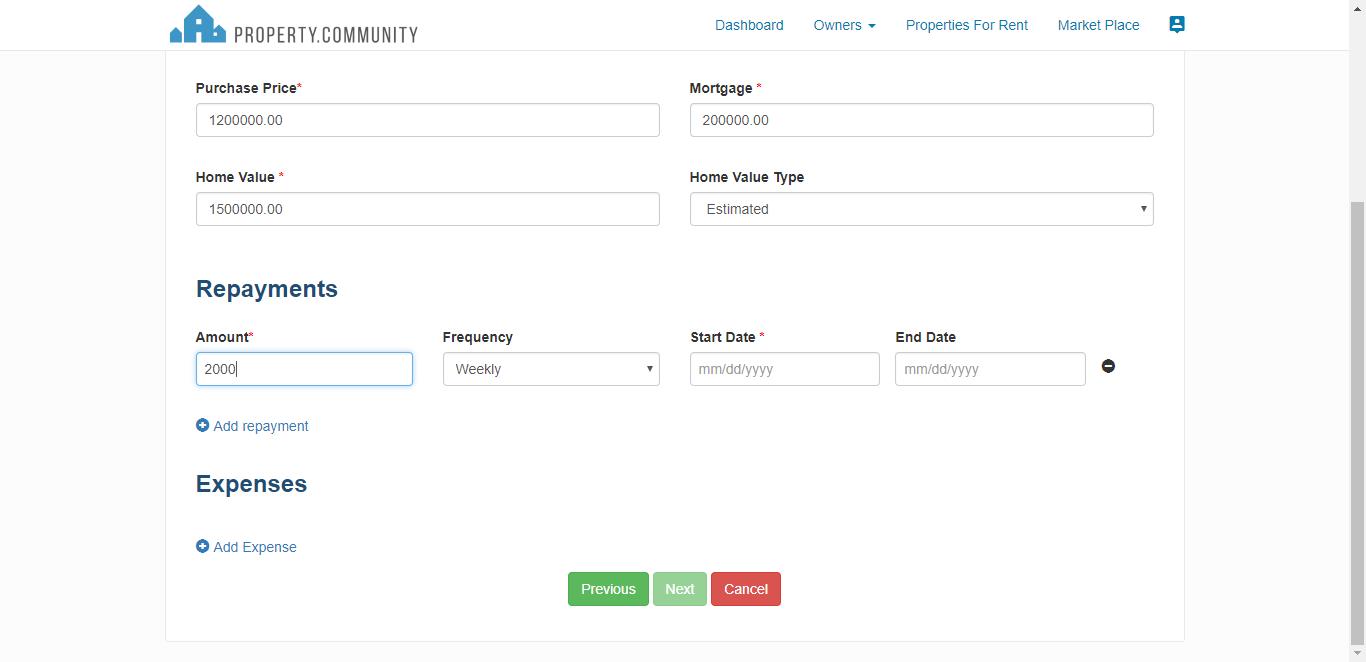 PROPERTY.COMMUNITY Dashboard Owners Properties For Rent Market Place
Purchase Price* Mortgage *
1200000.00 200000.00
Home Value * Home Value Type
1500000.00 Estimated
Repayments
Amount* Frequency Start Date * End Date
2000 Weekly mm/dd/yyyy mm/dd/yyyy
Add repayment
Expenses
Add Expense
Previous Next Cancel